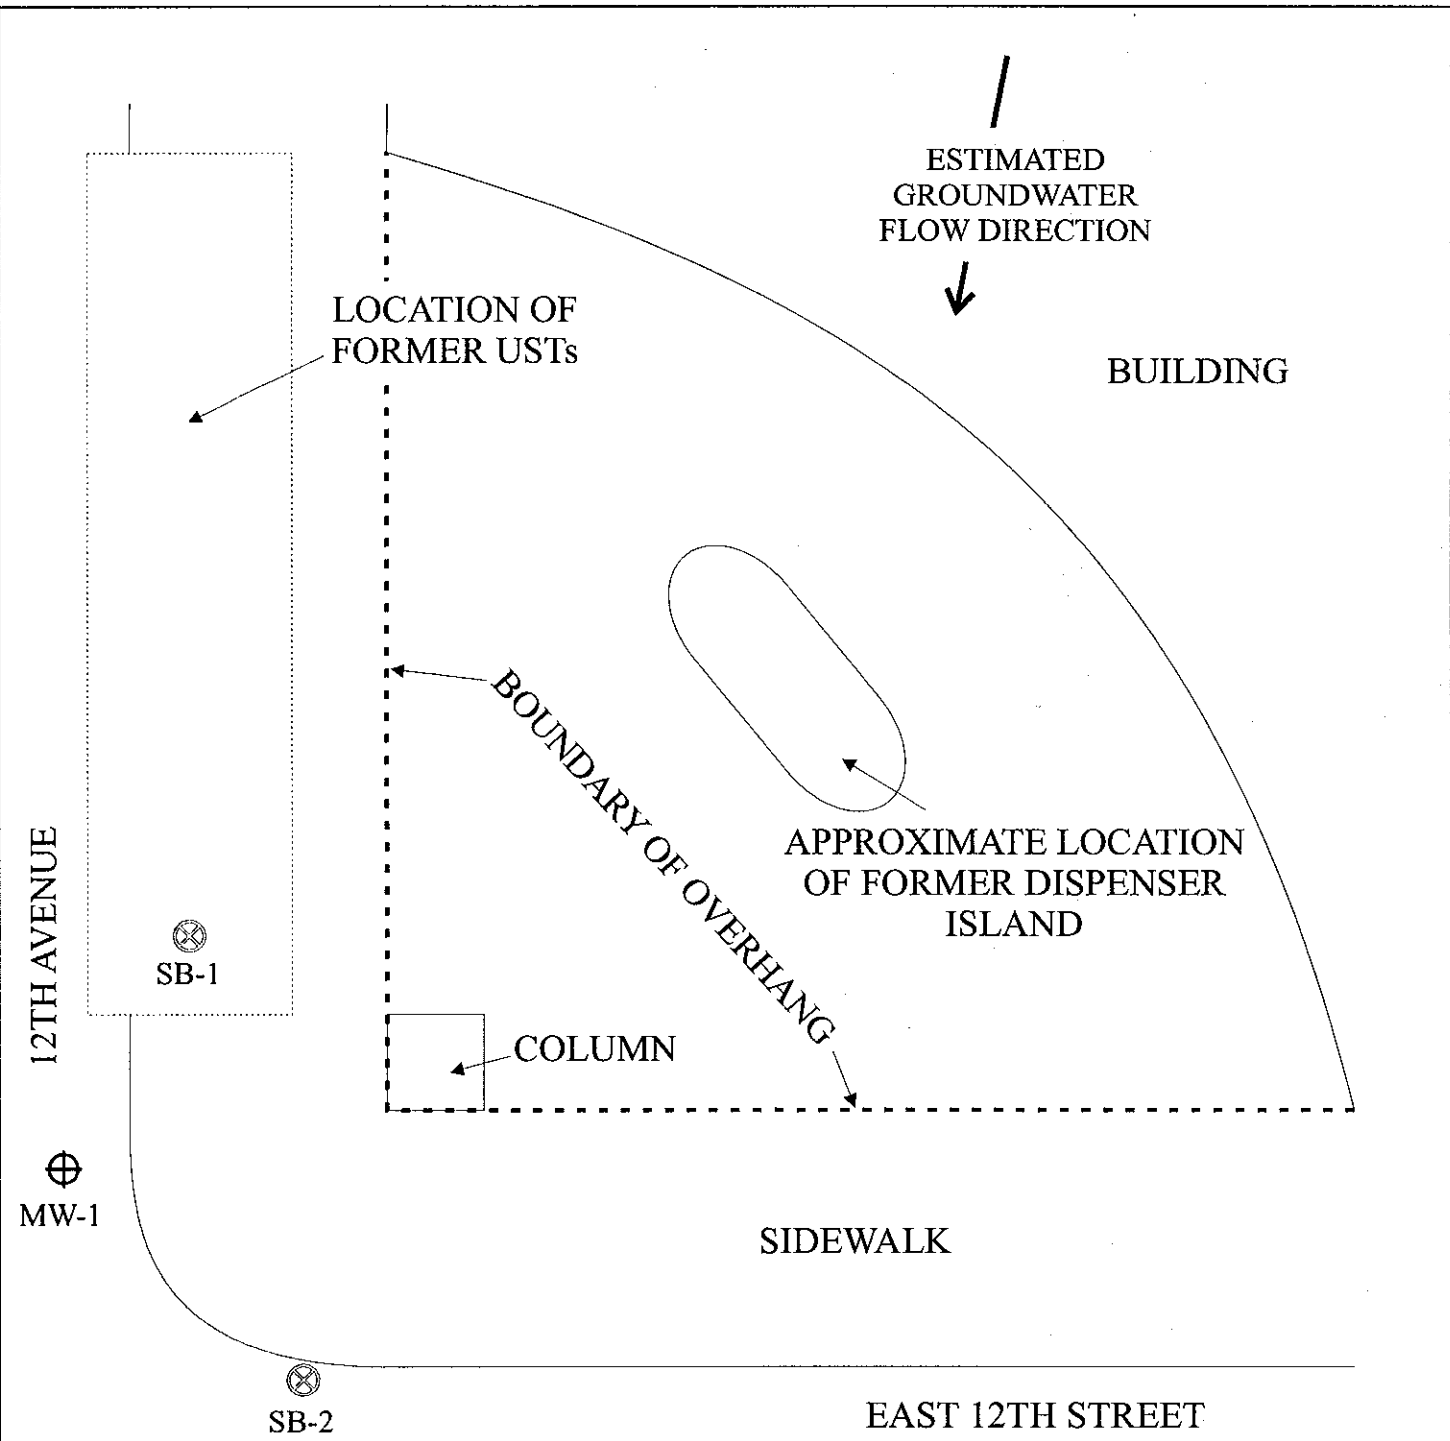 ESTIMATED
GROUNDWATER
FLOW DIRECTION
LOCATION OF
FORMER USTs
BUILDING
BOUNDARY OF OVERHANG
APPROXIMATE LOCATION
OF FORMER DISPENSER
ISLAND
12TH AVENUE
SB-1
COLUMN
MW-1
SIDEWALK
SB-2
EAST 12TH STREET